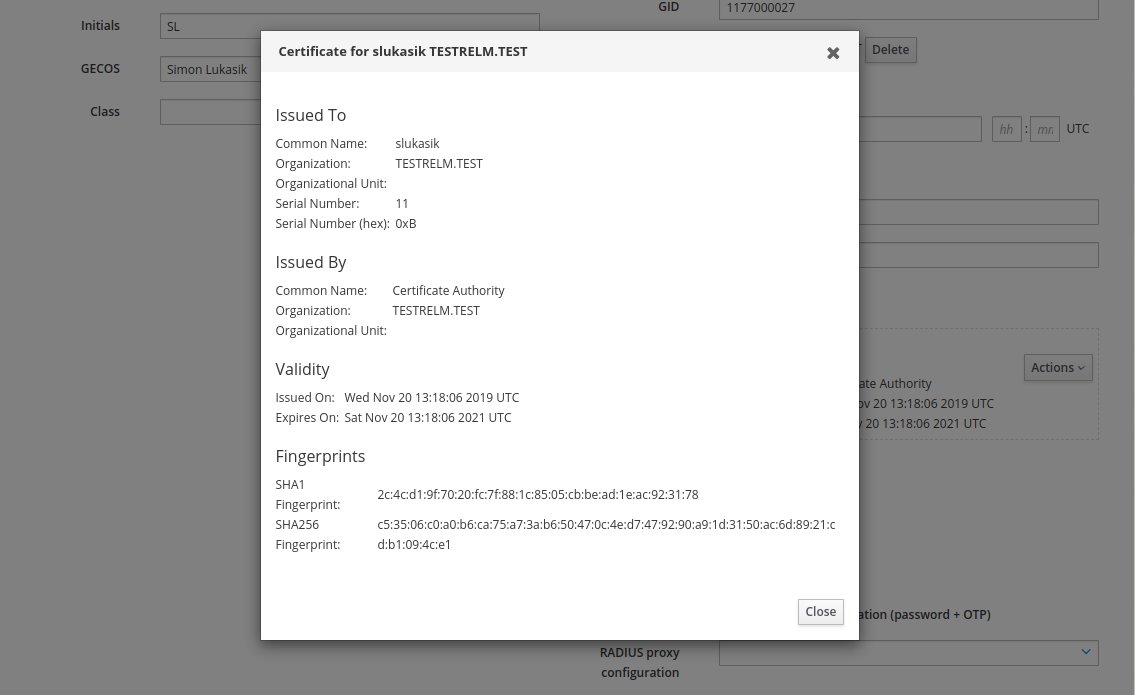 GID
1177000027
Initials
SL
Certificate for slukasik TESTRELM.TEST
Delete
GECOS
Simon Lukasik
Class
hh : mm UTC
Issued To
Common Name: slukasik
Organization: TESTRELM.TEST
Organizational Unit:
Serial Number: 11
Serial Number (hex): 0xB
Issued By
Common Name: Certificate Authority
Organization: TESTRELM.TEST
Organizational Unit:
Validity
Issued On: Wed Nov 20 13:18:06 2019 UTC
Expires On: Sat Nov 20 13:18:06 2021 UTC
Actions
Authority
20 13:18:06 2019 UTC
20 13:18:06 2021 UTC
Fingerprints
SHA1
Fingerprint:
2c:4c:d1:9f:70:20:fc:7f:88:1c:85:05:cb:be:ad:1e:ac:92:31:78
SHA256
Fingerprint:
c5:35:06:c0:a0:b6:ca:75:a7:3a:b6:50:47:0c:4e:d7:47:92:90:a9:1d:31:50:ac:6d:89:21:c
d:b1:09:4c:e1
Close
(password + OTP)
RADIUS proxy
configuration